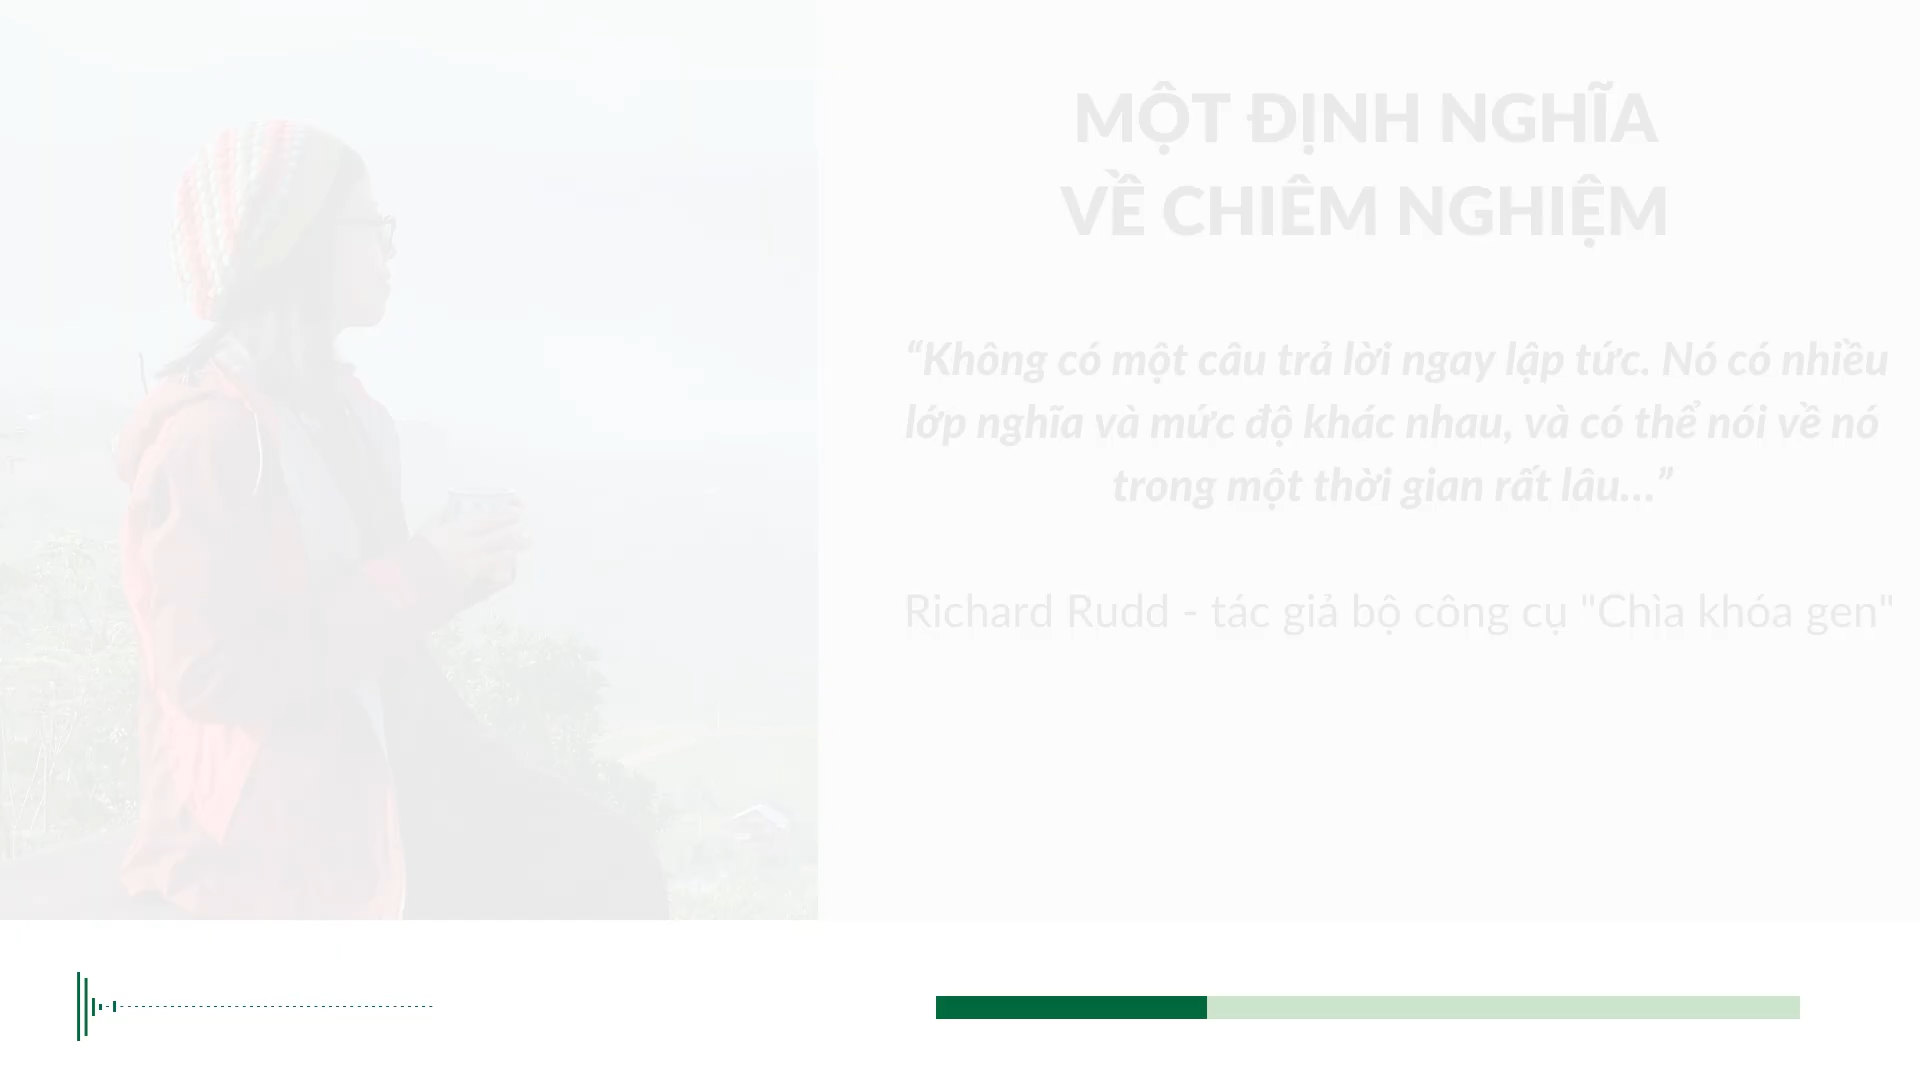 MỘT ĐỊNH NGHĨA
VỀ CHIÊM NGHIỆM
“Không có một câu trả lời ngay lập tức. Nó có nhiều
lớp nghĩa và mức độ khác nhau, và có thể nói về nó
trong một thời gian rất lâu...”
Richard Rudd - tác giả bộ công cụ "Chìa khóa gen"